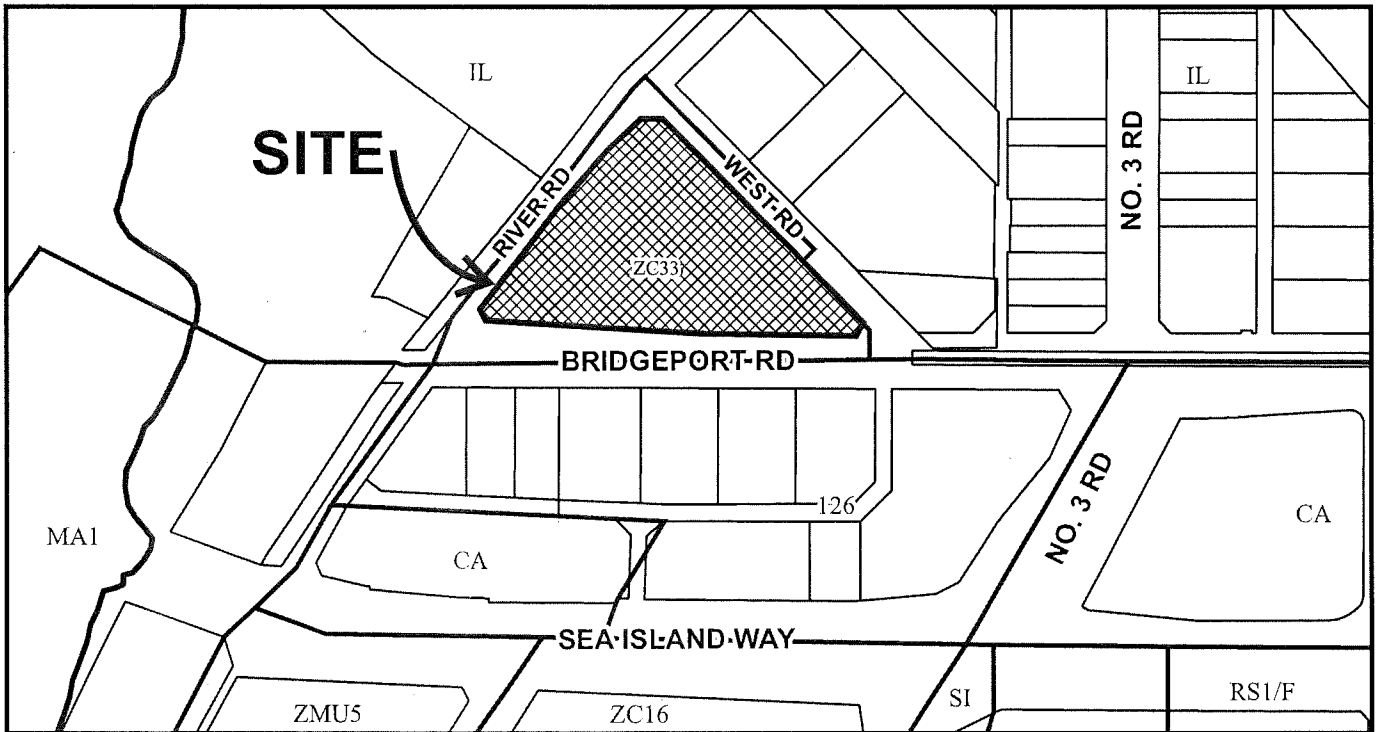 IL
IL
SITE
RIVER RD
WEST RD
NO. 3 RD
ZC33
BRIDGEPORT RD
126
MA1
CA
NO. 3 RD
CA
SEA ISLAND WAY
ZMU5
ZC16
SI
RS1/F